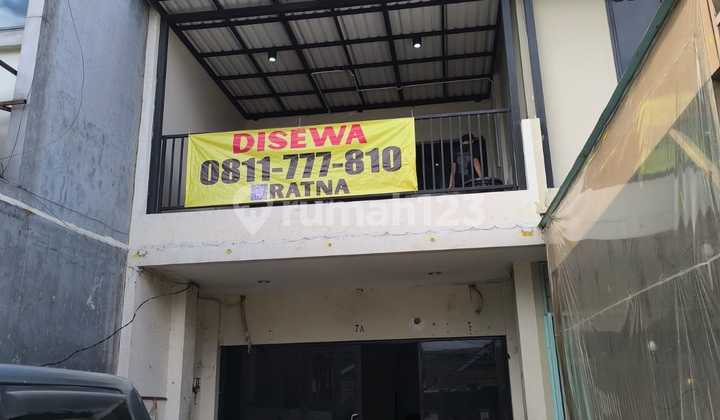 DISEWA
0811-777-810
RATNA
rumah123
7A